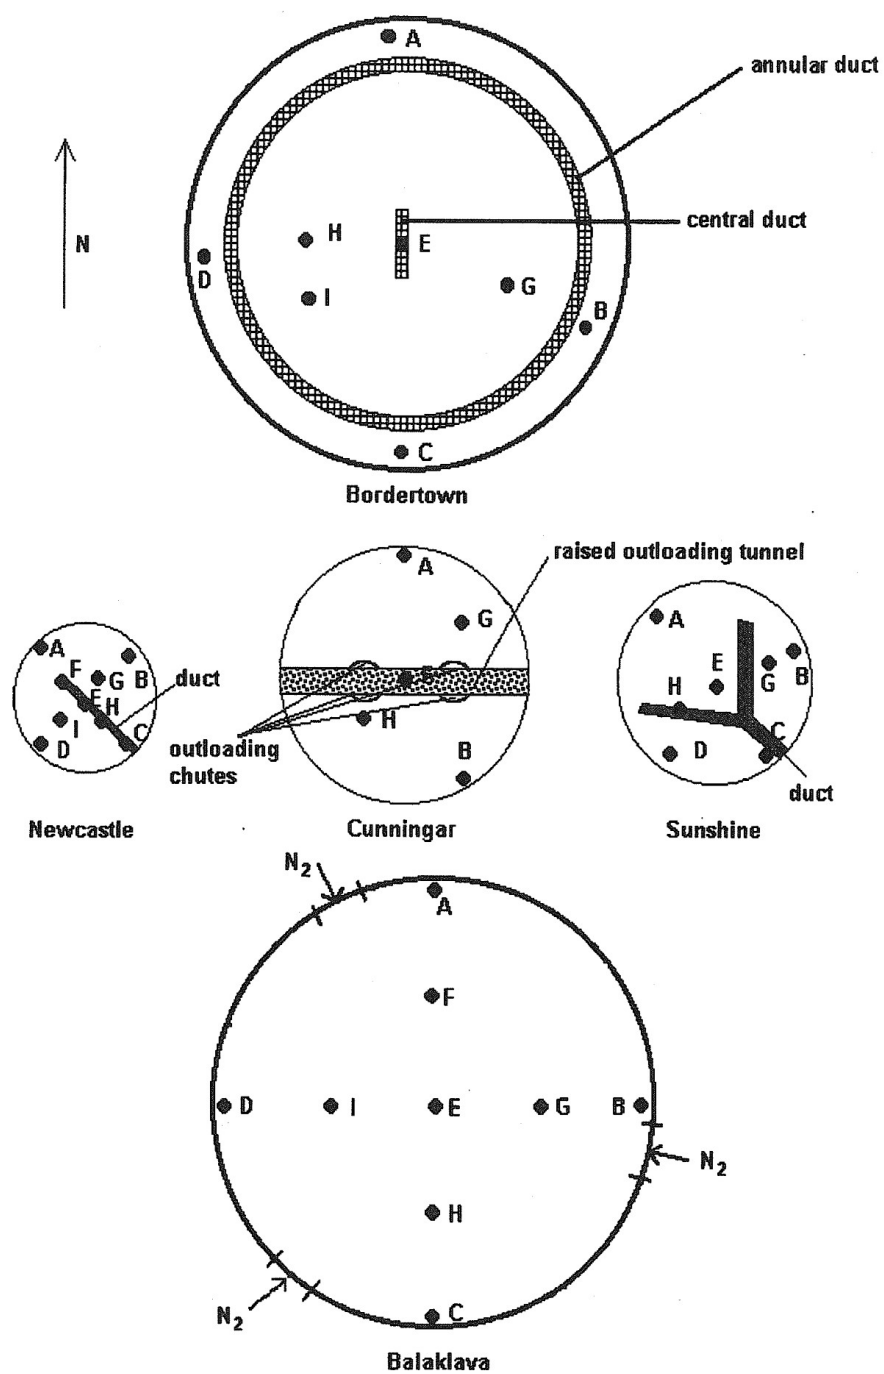 A
annular duct
N
H
central duct
E
D
G
I
B
C
Bordertown
A
raised outloading tunnel
G
A
A
F
G
B
duct
E
H
E
B
G
E
H
I
C
H
C
D
outloading
chutes
B
D
duct
Newcastle
Cunningar
Sunshine
N2
A
F
D
I
E
G
B
N2
H
N2
C
Balaklava